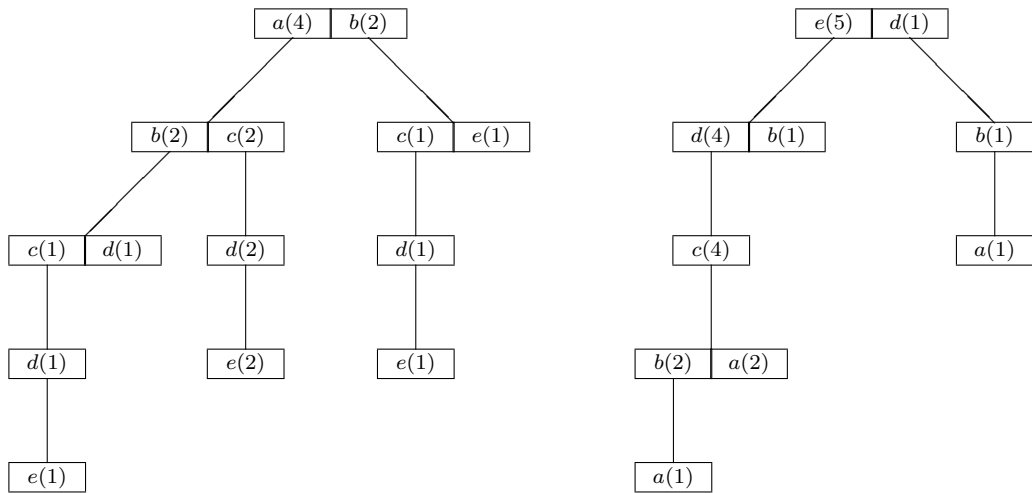 a(4) b(2) e(5) d(1)
b(2) c(2) c(1) e(1) d(4) b(1) b(1)
c(1) d(1) d(2) d(1) c(4) a(1)
d(1) e(2) e(1) b(2) a(2)
e(1) a(1)